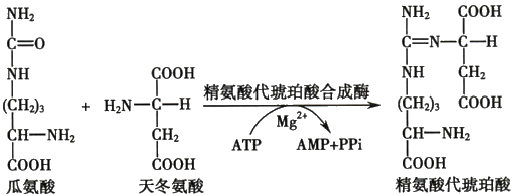 NH₂
C=O
NH
(CH₂)₃
CH—NH₂
COOH
瓜氨酸
+
COOH
H₂N—C—H
CH₂
COOH
天冬氨酸
精氨酸代琥珀酸合成酶
Mg²⁺
ATP
AMP+PPi
NH₂ COOH
C=N—C—H
NH CH₂
(CH₂)₃ COOH
CH—NH₂
COOH
精氨酸代琥珀酸